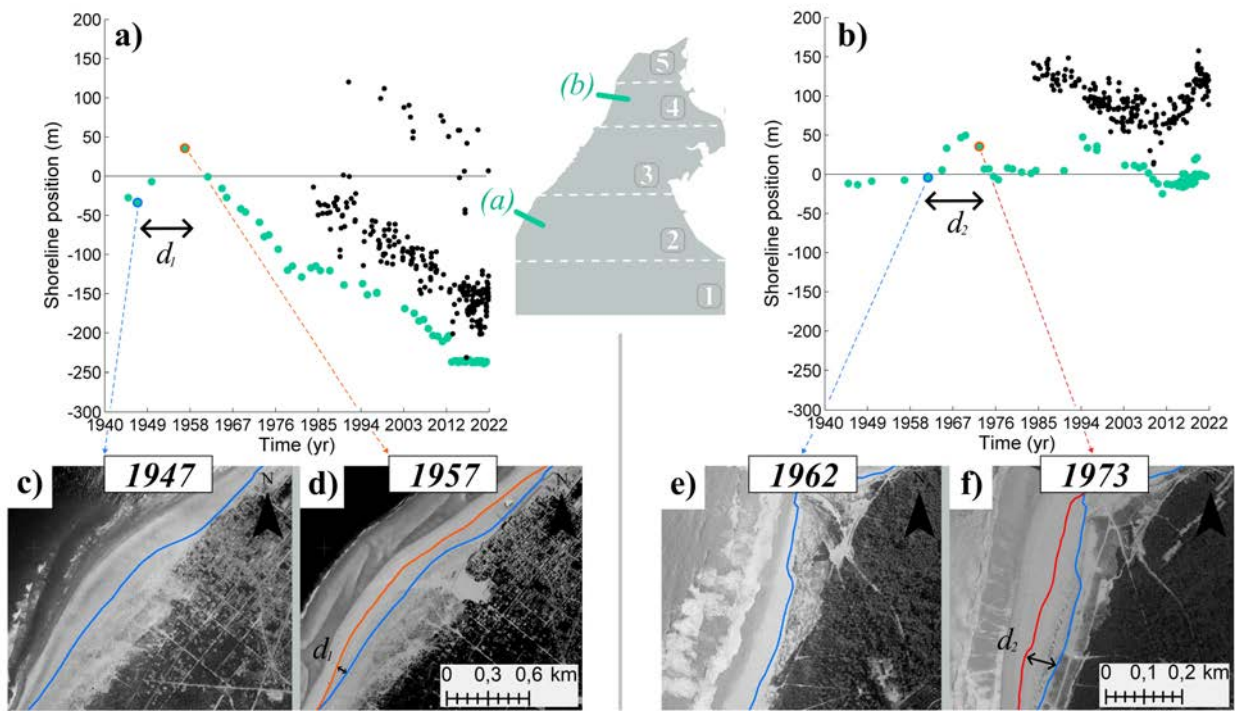 a)
Shoreline position (m)
200
150
100
50
0
-50
-100
-150
-200
-250
-300
1940 1949 1958 1967 1976 1985 1994 2003 2012 2022
Time (yr)
d1
5
(b)
4
3
(a)
2
1
b)
Shoreline position (m)
200
150
100
50
0
-50
-100
-150
-200
-250
-300
1940 1949 1958 1967 1976 1985 1994 2003 2012 2022
Time (yr)
d2
c)
1947
N
d)
1957
N
d1
0 0,3 0,6 km
e)
1962
N
f)
1973
N
d2
0 0,1 0,2 km